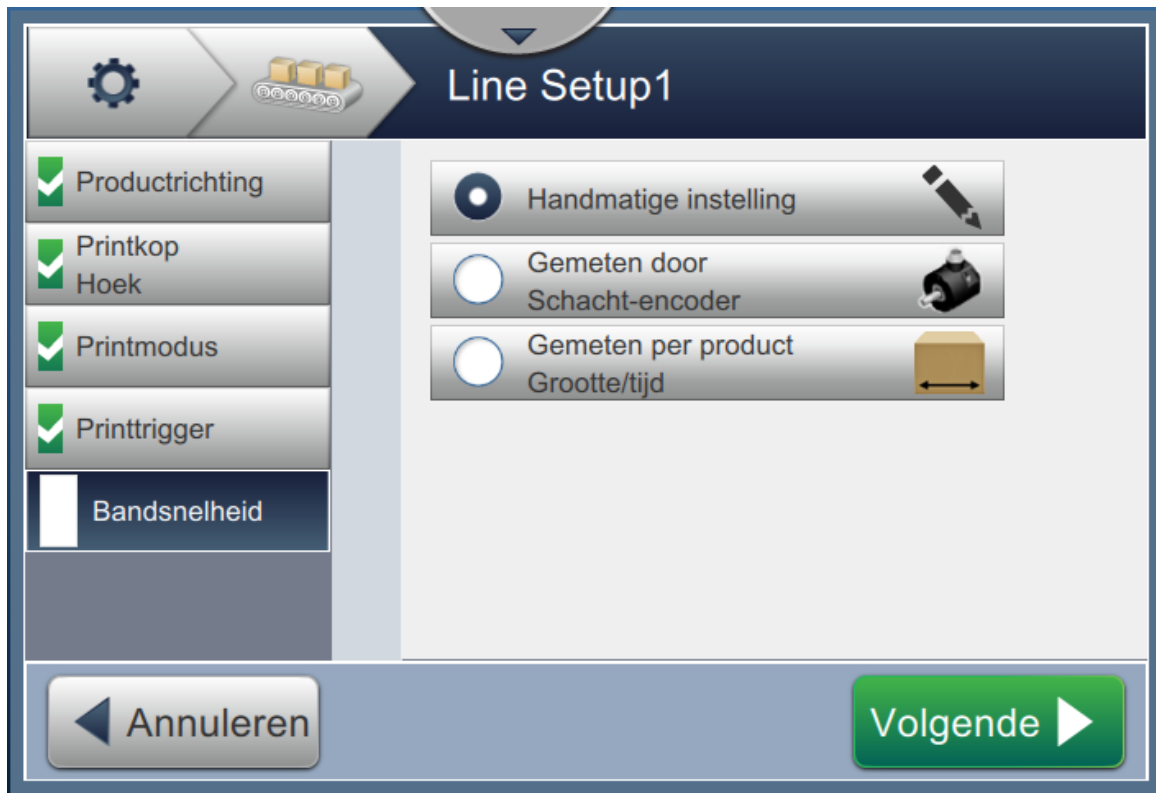 Line Setup1
Productrichting
Printkop
Hoek
Printmodus
Printtrigger
Bandsnelheid
Handmatige instelling
Gemeten door
Schacht-encoder
Gemeten per product
Grootte/tijd
Annuleren
Volgende